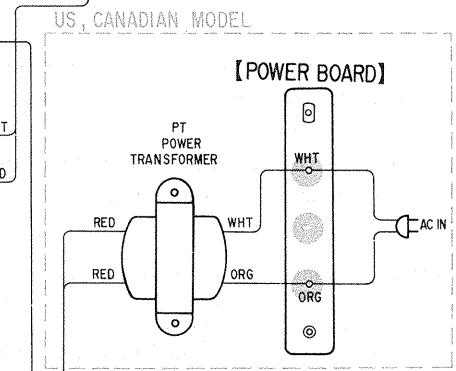 US, CANADIAN MODEL
【POWER BOARD】
PT
POWER
TRANSFORMER
WHT
T
D
RED
WHT
AC IN
RED
ORG
ORG